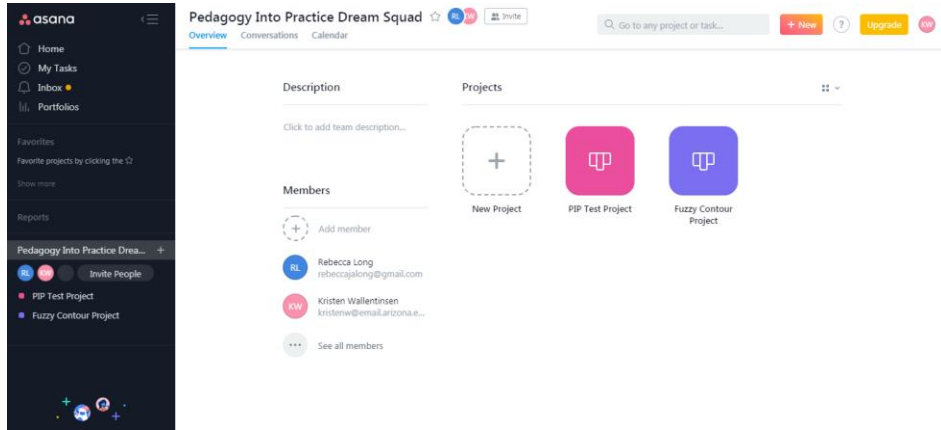 asana
Home
My Tasks
Inbox
Portfolios
Favorites
Favorite projects by clicking the
Show more
Reports
Pedagogy Into Practice Drea... +
RL KW Invite People
PIP Test Project
Fuzzy Contour Project
Pedagogy Into Practice Dream Squad RL KW Invite
Overview Conversations Calendar
Go to any project or task...
+ New ? Upgrade KW
Description
Click to add team description...
Members
+ Add member
RL Rebecca Long
rebeccajalong@gmail.com
KW Kristen Wallentinsen
kristenw@email.arizona.e...
... See all members
Projects
+
New Project
PIP Test Project
Fuzzy Contour
Project